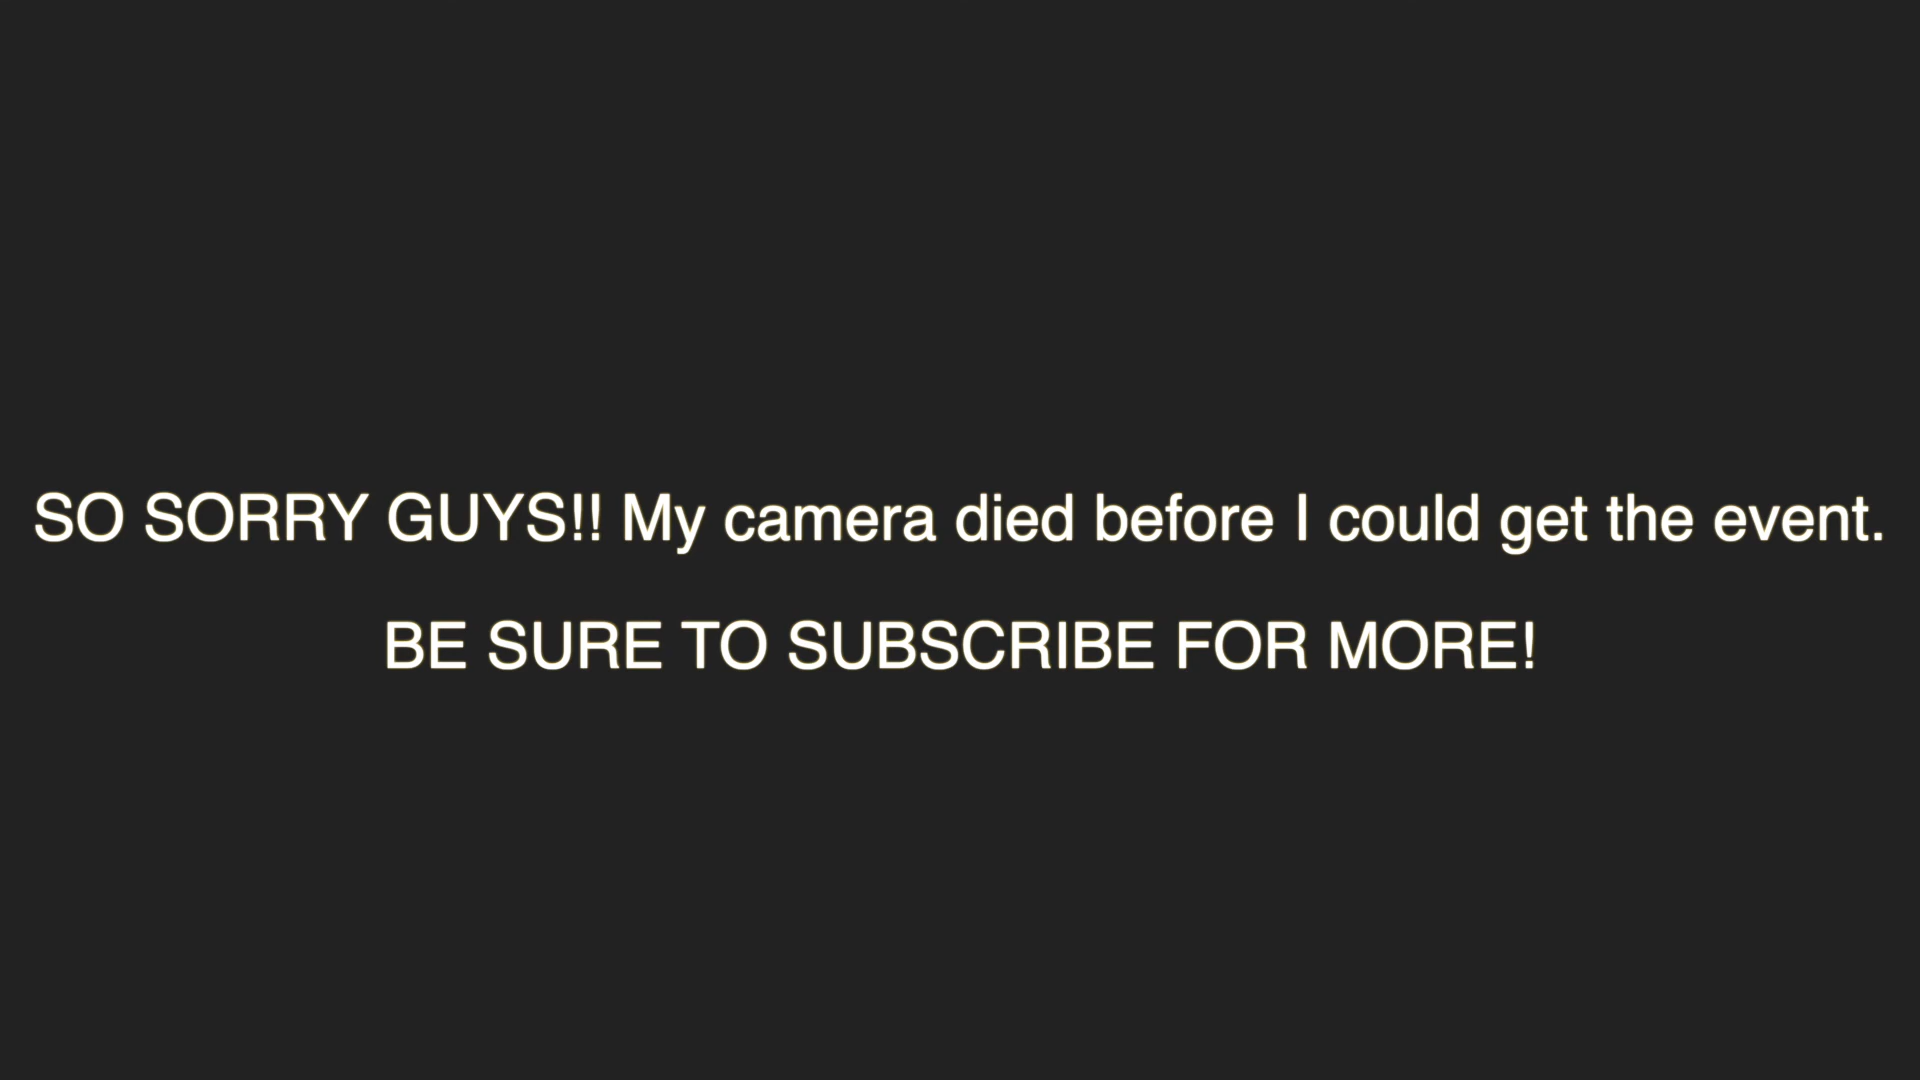 SO SORRY GUYS!! My camera died before I could get the event.
BE SURE TO SUBSCRIBE FOR MORE!